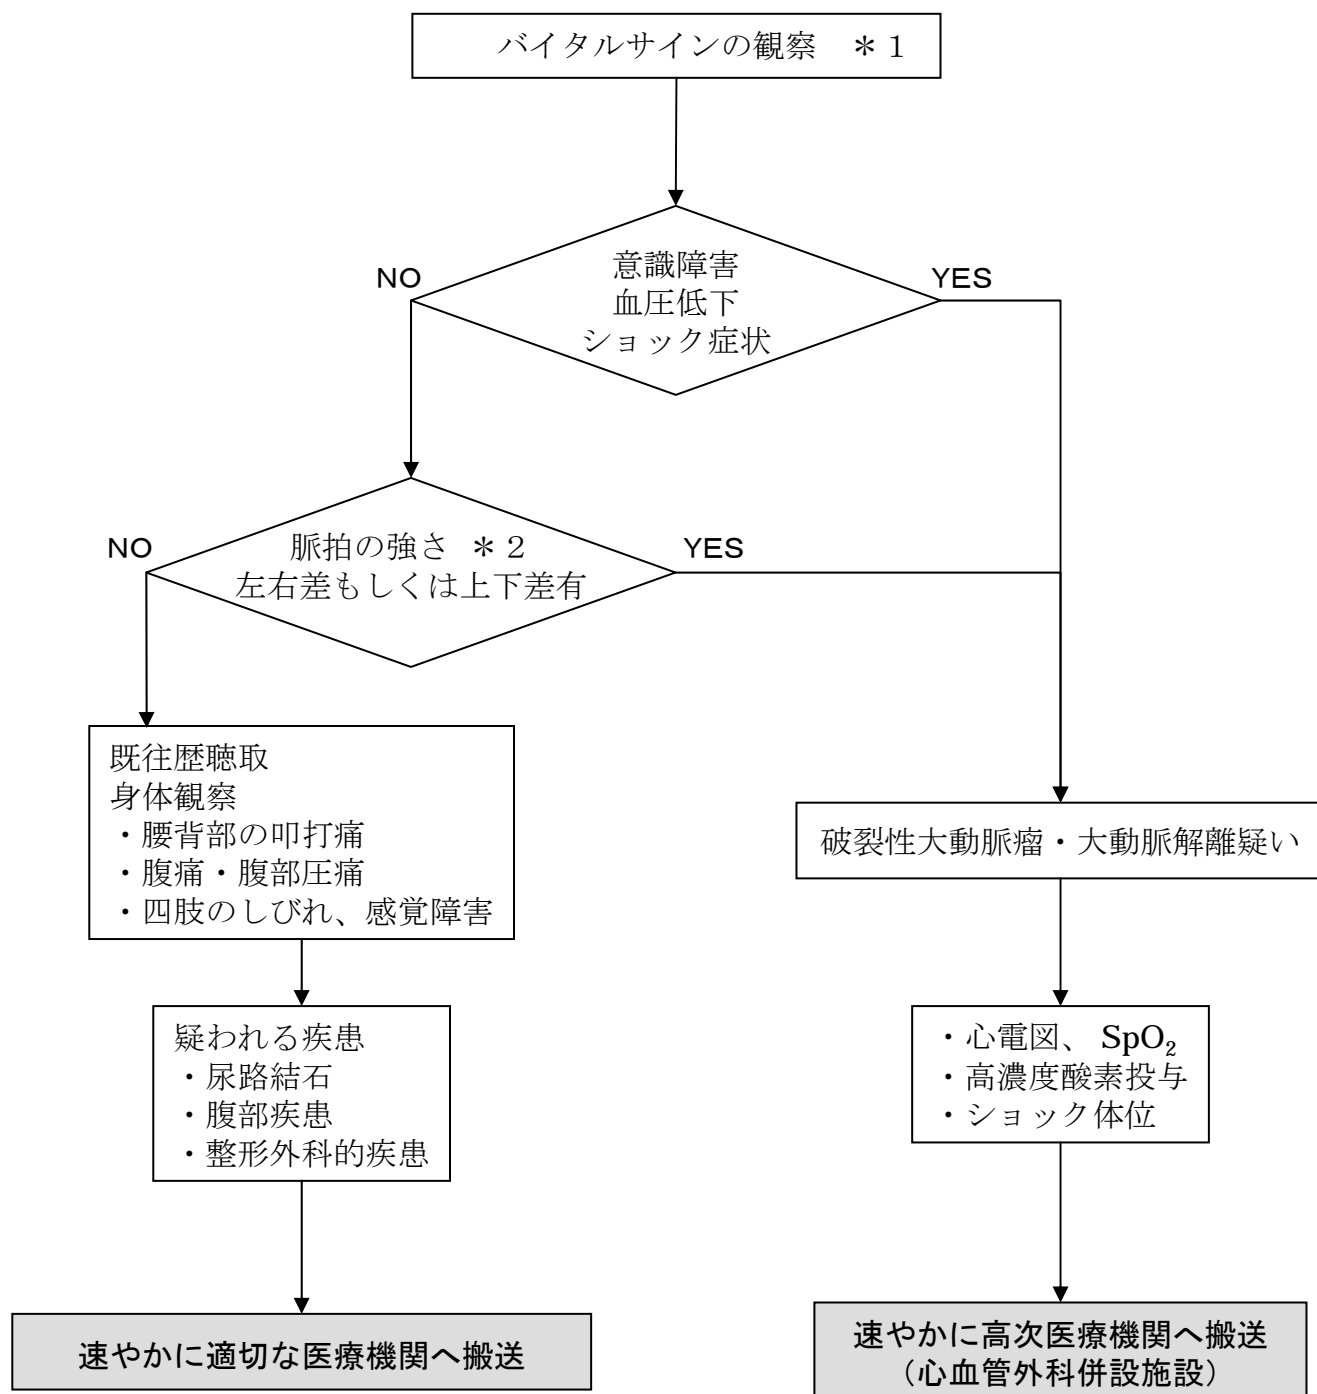 バイタルサインの観察 ＊１
意識障害
血圧低下
ショック症状
NO
YES
脈拍の強さ ＊２
左右差もしくは上下差有
NO
YES
既往歴聴取
身体観察
・腰背部の叩打痛
・腹痛・腹部圧痛
・四肢のしびれ、感覚障害
破裂性大動脈瘤・大動脈解離疑い
疑われる疾患
・尿路結石
・腹部疾患
・整形外科的疾患
・心電図、 SpO₂
・高濃度酸素投与
・ショック体位
速やかに適切な医療機関へ搬送
速やかに高次医療機関へ搬送
（心血管外科併設施設）